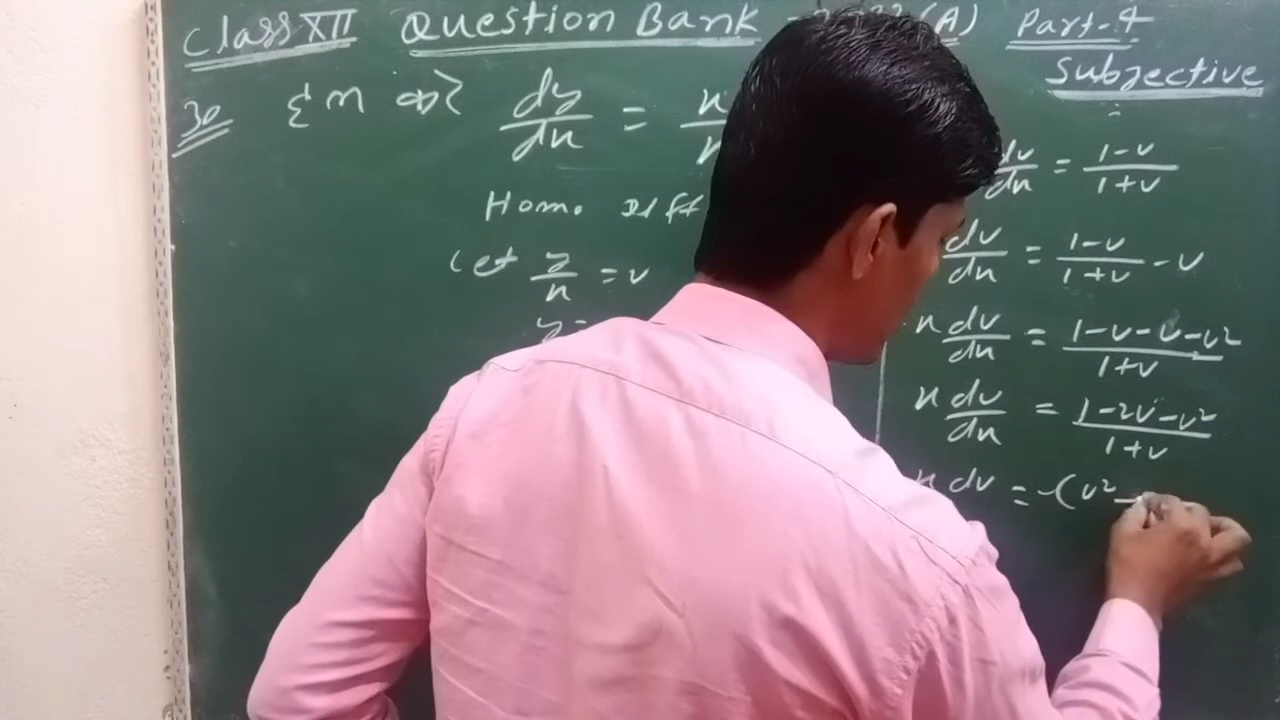 Class XII Question Bank (A) Part-4
Subjective
30 हल करें dy/dx = x
Homo Diff
Let y/x = v
y =
dv/dx = 1-v/1+v
dv/dx = 1-v/1+v - v
x dv/dx = 1-v-v-v²/1+v
x dv/dx = 1-2v-v²/1+v
x dv = -(v²